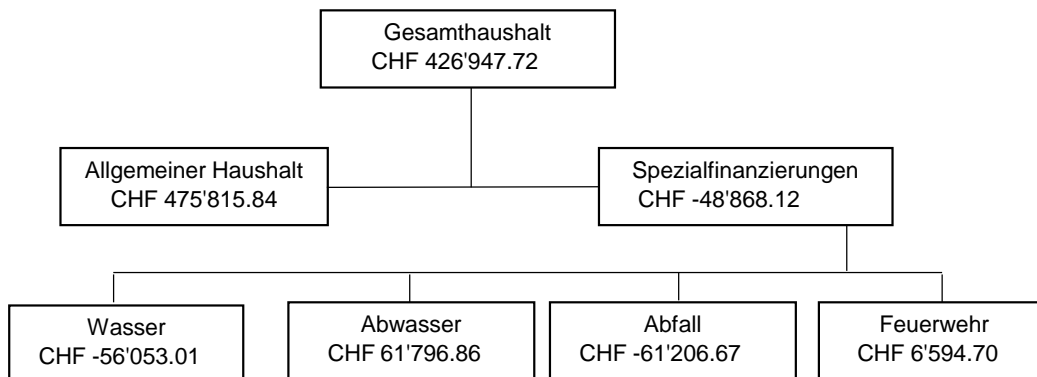 Gesamthaushalt
CHF 426'947.72
Allgemeiner Haushalt
CHF 475'815.84
Spezialfinanzierungen
CHF -48'868.12
Wasser
CHF -56'053.01
Abwasser
CHF 61'796.86
Abfall
CHF -61'206.67
Feuerwehr
CHF 6'594.70